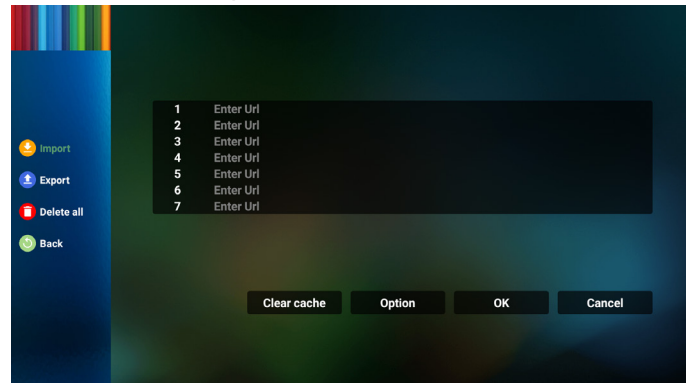 Import
Export
Delete all
Back
1 Enter Url
2 Enter Url
3 Enter Url
4 Enter Url
5 Enter Url
6 Enter Url
7 Enter Url
Clear cache Option OK Cancel